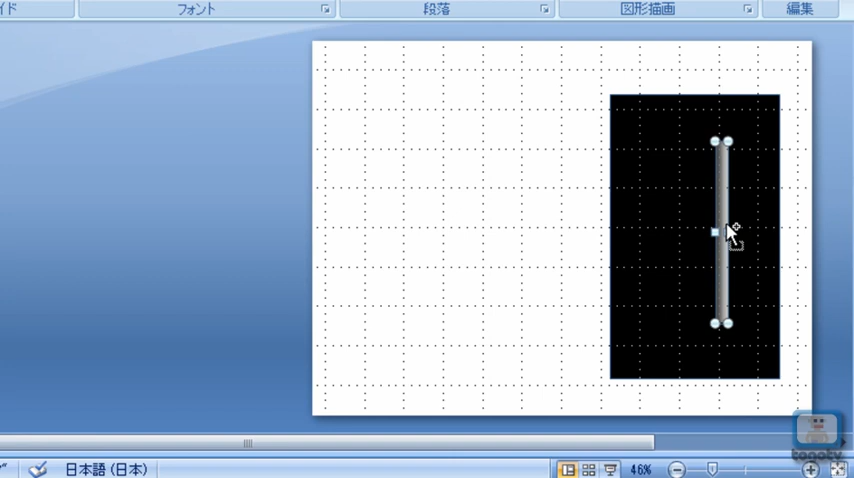 イド フォント 段落 図形描画 編集
日本語 (日本) 46%
togotv